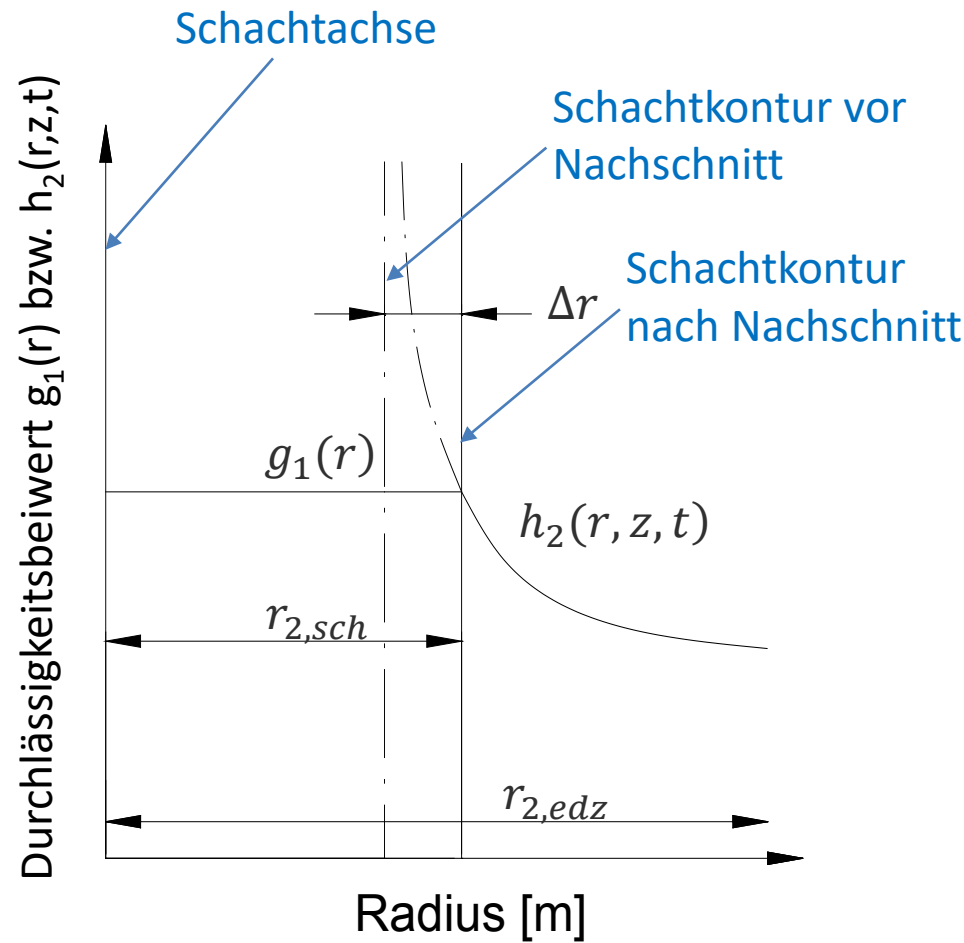 Schachtachse
Durchlässigkeitsbeiwert g₁(r) bzw. h₂(r,z,t)
Schachtkontur vor
Nachschnitt
Schachtkontur
nach Nachschnitt
Δr
g₁(r)
h₂(r, z, t)
r₂,sch
r₂,edz
Radius [m]